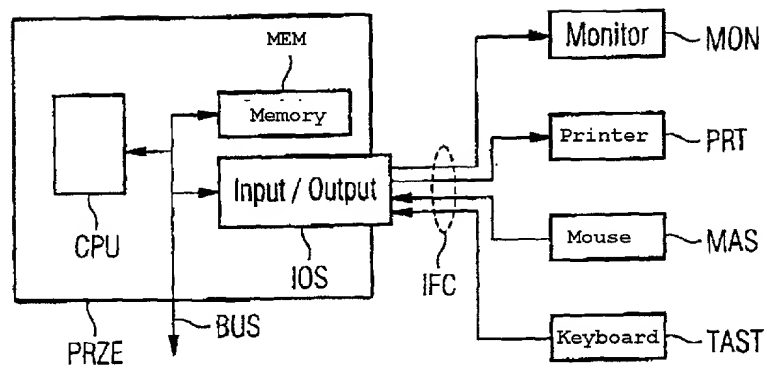 MEM
Monitor
MON
Memory
Printer
PRT
Input / Output
CPU
IOS
IFC
Mouse
MAS
PRZE
BUS
Keyboard
TAST